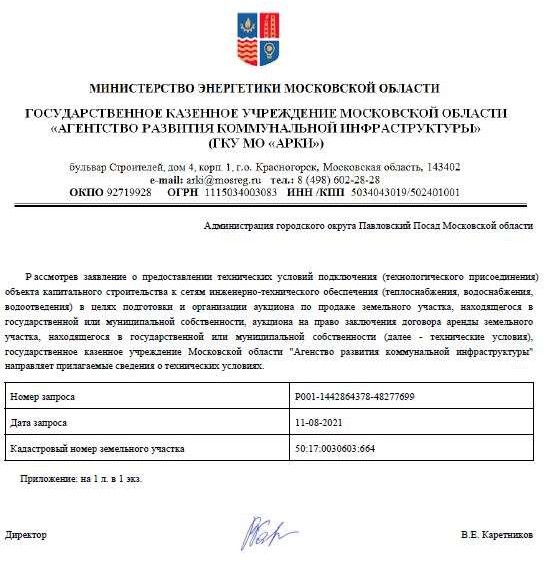 МИНИСТЕРСТВО ЭНЕРГЕТИКИ МОСКОВСКОЙ ОБЛАСТИ
ГОСУДАРСТВЕННОЕ КАЗЕННОЕ УЧРЕЖДЕНИЕ МОСКОВСКОЙ ОБЛАСТИ
«АГЕНТСТВО РАЗВИТИЯ КОММУНАЛЬНОЙ ИНФРАСТРУКТУРЫ»
(ГКУ МО «АРКИ»)
бульвар Строителей, дом 4, корп. 1, г.о. Красногорск, Московская область, 143402
e-mail: arki@mosreg.ru тел.: 8 (498) 602-28-28
ОКПО 92719928 ОГРН 1115034003083 ИНН /КПП 5034043019/502401001
Администрация городского округа Павловский Посад Московской области
Рассмотрев заявление о предоставлении технических условий подключения (технологического присоединения)
объекта капитального строительства к сетям инженерно-технического обеспечения (теплоснабжения, водоснабжения,
водоотведения) в целях подготовки и организации аукциона по продаже земельного участка, находящегося в
государственной или муниципальной собственности, аукциона на право заключения договора аренды земельного
участка, находящегося в государственной или муниципальной собственности (далее - технические условия),
государственное казенное учреждение Московской области "Агенство развития коммунальной инфраструктуры"
направляет прилагаемые сведения о технических условиях.
Номер запроса P001-1442864378-48277699
Дата запроса 11-08-2021
Кадастровый номер земельного участка 50:17:0030603:664
Приложение: на 1 л. в 1 экз.
Директор В.Е. Каретников